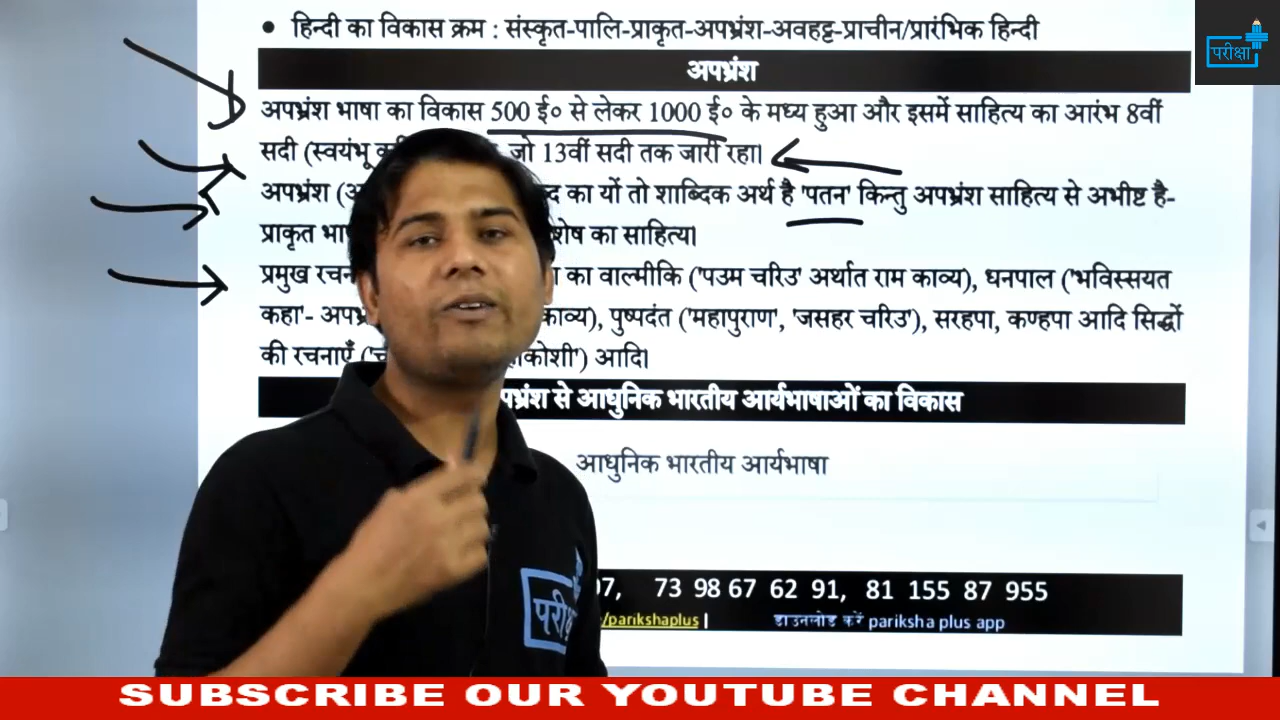 हिन्दी का विकास क्रम : संस्कृत-पालि-प्राकृत-अपभ्रंश-अवहट्ट-प्राचीन/प्रारंभिक हिन्दी
परीक्षा
अपभ्रंश
अपभ्रंश भाषा का विकास 500 ई० से लेकर 1000 ई० के मध्य हुआ और इसमें साहित्य का आरंभ 8वीं
सदी (स्वयंभू जो 13वीं सदी तक जारी रहा।
अपभ्रंश का यों तो शाब्दिक अर्थ है 'पतन' किन्तु अपभ्रंश साहित्य से अभीष्ट है-
प्राकृत का साहित्य।
प्रमुख का वाल्मीकि ('पउम चरिउ' अर्थात राम काव्य), धनपाल ('भविस्सयत
कहा'- काव्य), पुष्पदंत ('महापुराण', 'जसहर चरिउ'), सरहपा, कण्हपा आदि सिद्धों
की रचनाएँ आदि।
से आधुनिक भारतीय आर्यभाषाओं का विकास
आधुनिक भारतीय आर्यभाषा
73 98 67 62 91, 81 155 87 955
/parikshaplus | डाउनलोड करें pariksha plus app
SUBSCRIBE OUR YOUTUBE CHANNEL